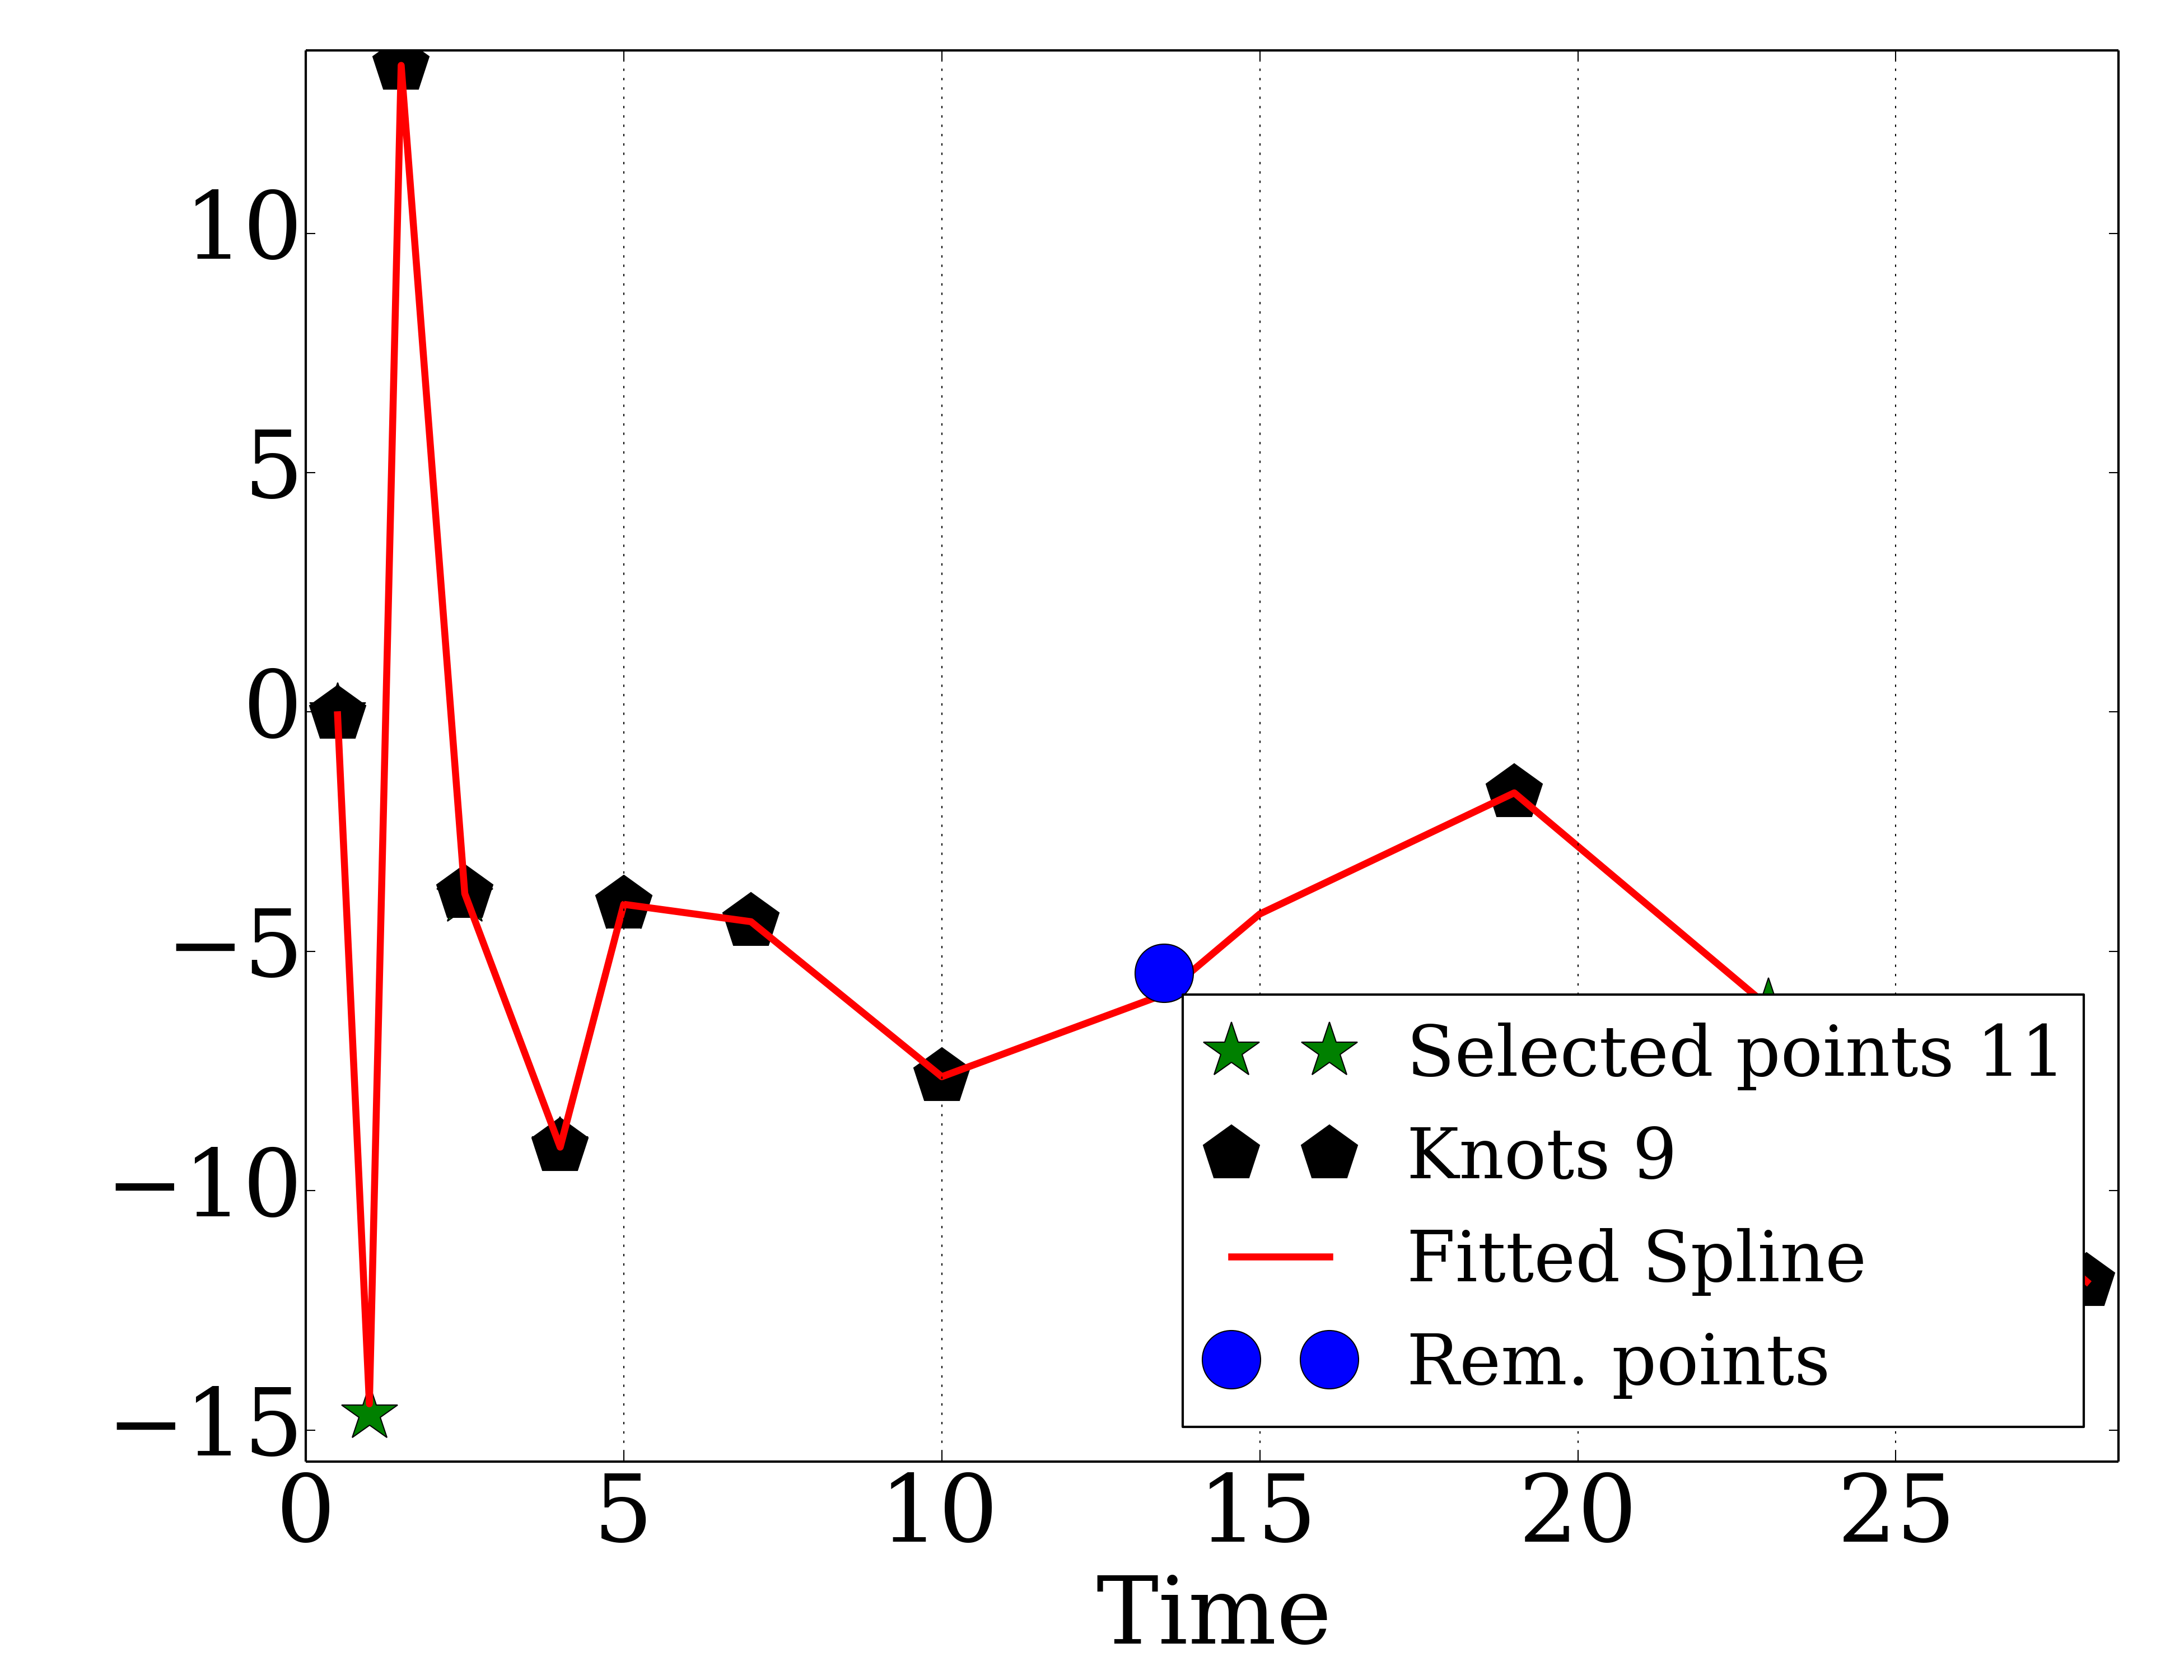 10
5
0
−5
−10
−15
0 5 10 15 20 25
Time
Selected points 11
Knots 9
Fitted Spline
Rem. points